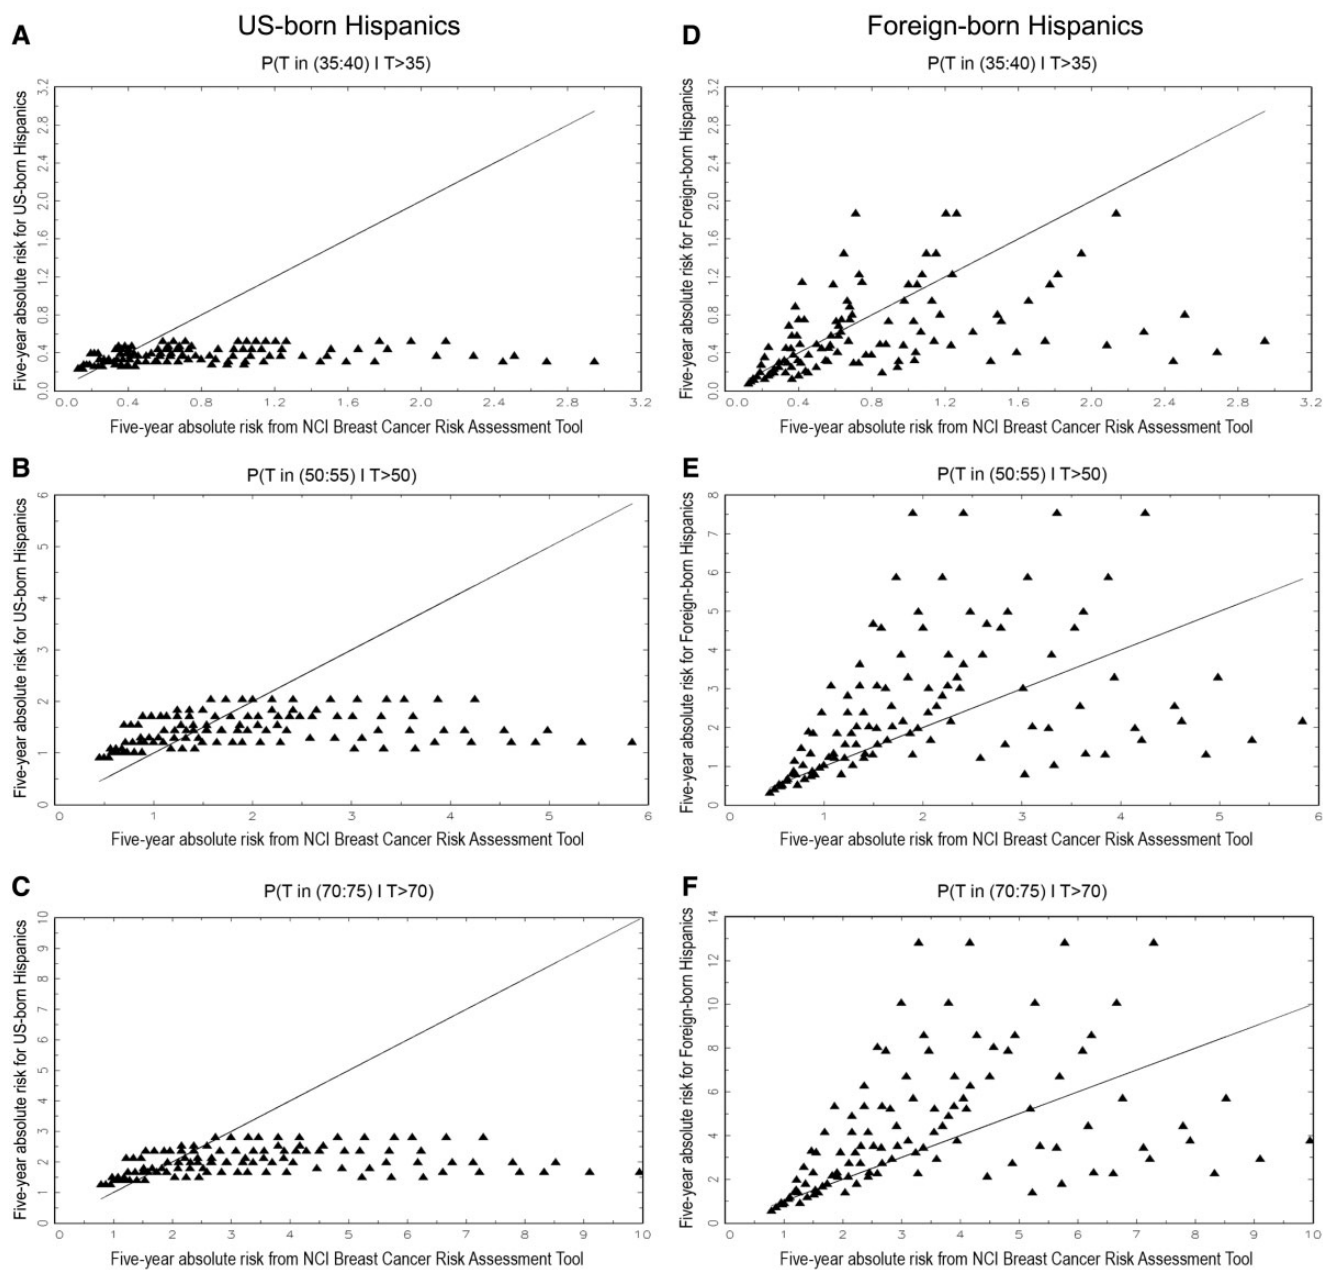 US-born Hispanics
Foreign-born Hispanics
A
P(T in (35:40) I T>35)
Five-year absolute risk for US-born Hispanics
0.0 0.4 0.8 1.2 1.6 2.0 2.4 2.8 3.2
0.0 0.4 0.8 1.2 1.6 2.0 2.4 2.8 3.2
Five-year absolute risk from NCI Breast Cancer Risk Assessment Tool
D
P(T in (35:40) I T>35)
Five-year absolute risk for Foreign-born Hispanics
0.0 0.4 0.8 1.2 1.6 2.0 2.4 2.8 3.2
0.0 0.4 0.8 1.2 1.6 2.0 2.4 2.8 3.2
Five-year absolute risk from NCI Breast Cancer Risk Assessment Tool
B
P(T in (50:55) I T>50)
Five-year absolute risk for US-born Hispanics
0 1 2 3 4 5 6
0 1 2 3 4 5 6
Five-year absolute risk from NCI Breast Cancer Risk Assessment Tool
E
P(T in (50:55) I T>50)
Five-year absolute risk for Foreign-born Hispanics
0 1 2 3 4 5 6 7 8
0 1 2 3 4 5 6
Five-year absolute risk from NCI Breast Cancer Risk Assessment Tool
C
P(T in (70:75) I T>70)
Five-year absolute risk for US-born Hispanics
0 1 2 3 4 5 6 7 8 9 10
0 1 2 3 4 5 6 7 8 9 10
Five-year absolute risk from NCI Breast Cancer Risk Assessment Tool
F
P(T in (70:75) I T>70)
Five-year absolute risk for Foreign-born Hispanics
0 2 4 6 8 10 12 14
0 1 2 3 4 5 6 7 8 9 10
Five-year absolute risk from NCI Breast Cancer Risk Assessment Tool